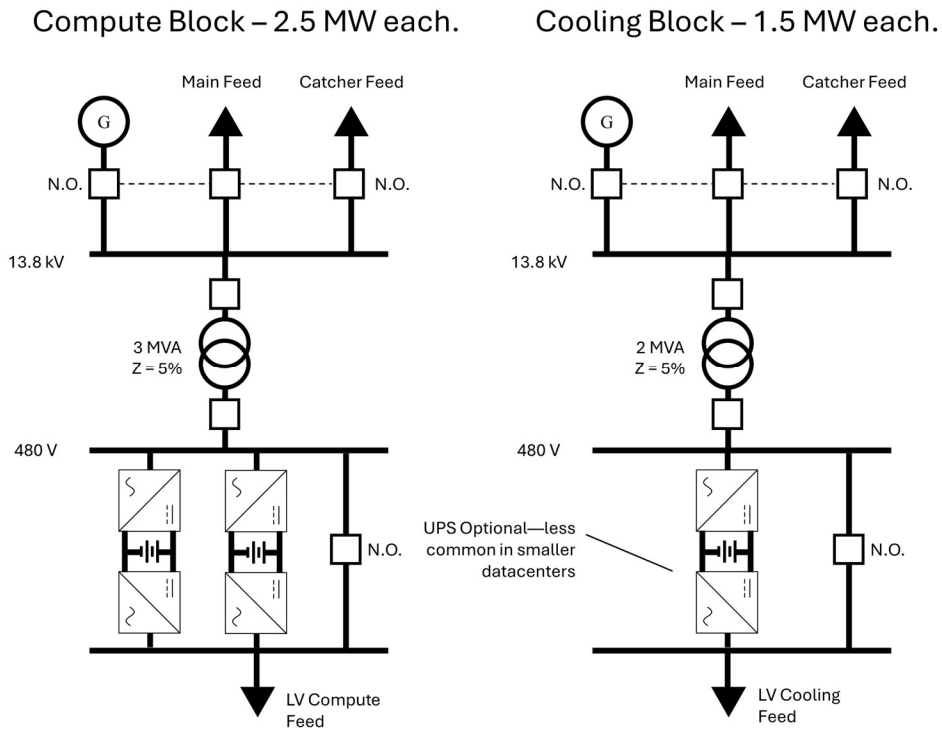 Compute Block – 2.5 MW each.
Main Feed
Catcher Feed
G
N.O.
N.O.
13.8 kV
3 MVA
Z = 5%
480 V
N.O.
LV Compute
Feed
Cooling Block – 1.5 MW each.
Main Feed
Catcher Feed
G
N.O.
N.O.
13.8 kV
2 MVA
Z = 5%
480 V
UPS Optional—less
common in smaller
datacenters
N.O.
LV Cooling
Feed